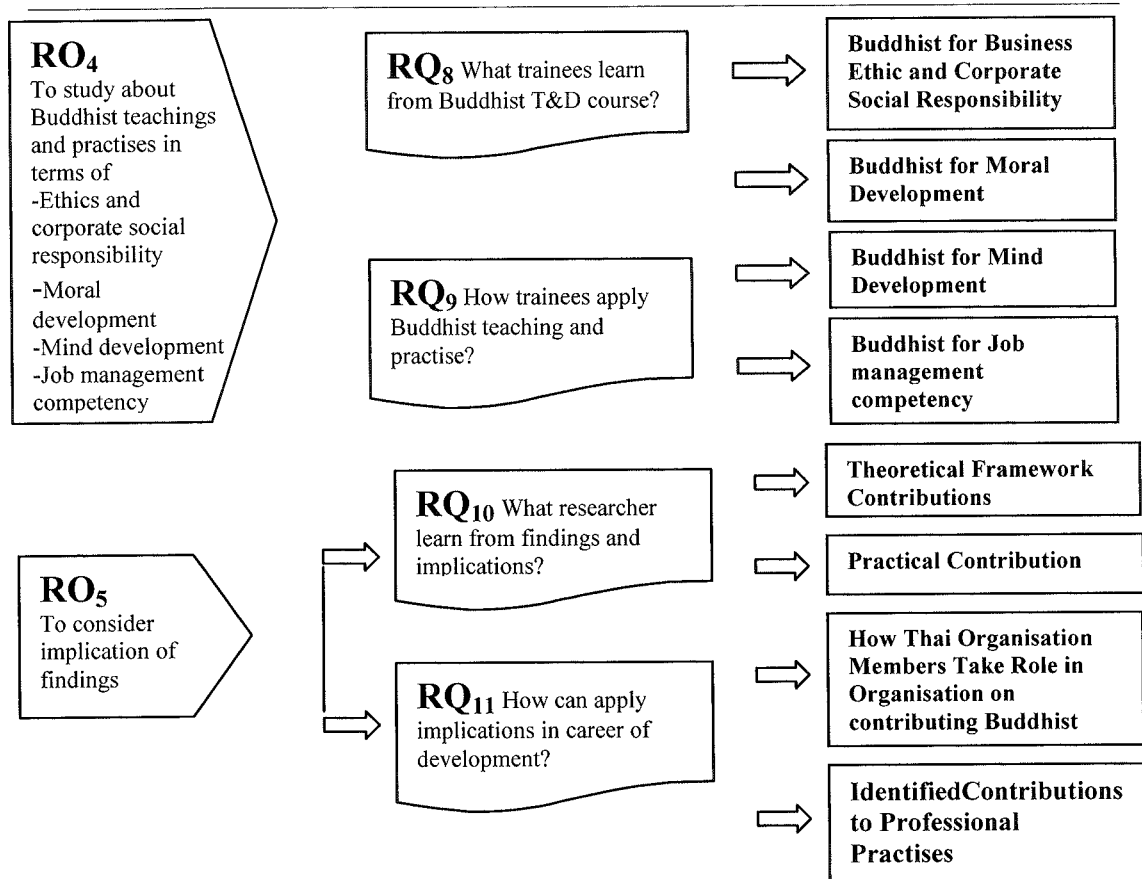 RO4
To study about
Buddhist teachings
and practises in
terms of
-Ethics and
corporate social
responsibility
-Moral
development
-Mind development
-Job management
competency
RQ8 What trainees learn
from Buddhist T&D course?
RQ9 How trainees apply
Buddhist teaching and
practise?
Buddhist for Business
Ethic and Corporate
Social Responsibility
Buddhist for Moral
Development
Buddhist for Mind
Development
Buddhist for Job
management
competency
RO5
To consider
implication of
findings
RQ10 What researcher
learn from findings and
implications?
RQ11 How can apply
implications in career of
development?
Theoretical Framework
Contributions
Practical Contribution
How Thai Organisation
Members Take Role in
Organisation on
contributing Buddhist
IdentifiedContributions
to Professional
Practises